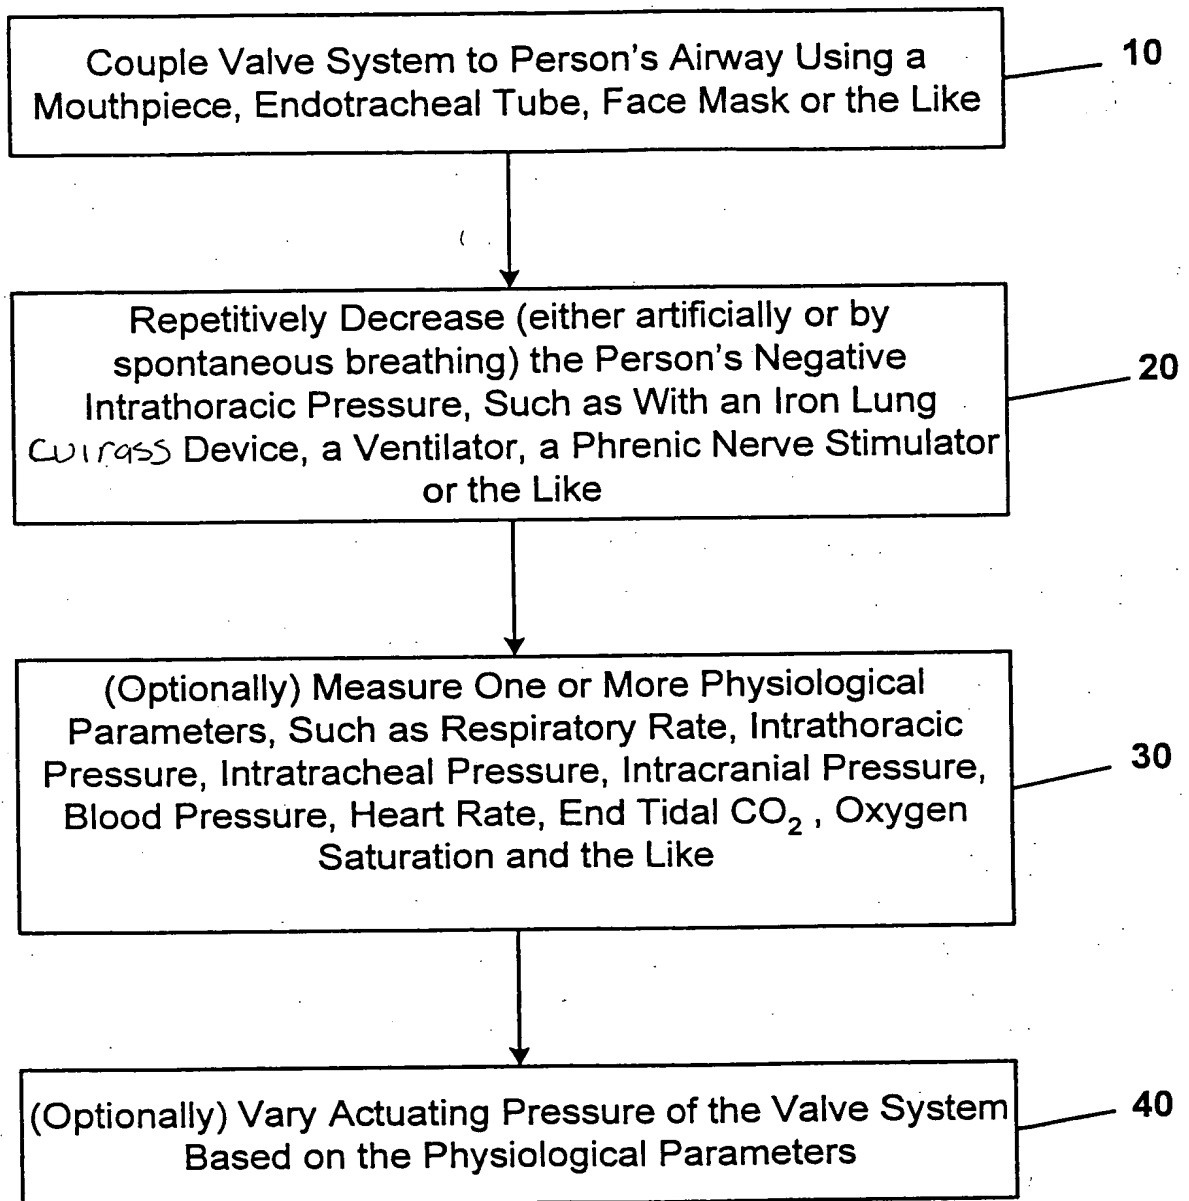 Couple Valve System to Person's Airway Using a
Mouthpiece, Endotracheal Tube, Face Mask or the Like
10
Repetitively Decrease (either artificially or by
spontaneous breathing) the Person's Negative
Intrathoracic Pressure, Such as With an Iron Lung
cuirass Device, a Ventilator, a Phrenic Nerve Stimulator
or the Like
20
(Optionally) Measure One or More Physiological
Parameters, Such as Respiratory Rate, Intrathoracic
Pressure, Intratracheal Pressure, Intracranial Pressure,
Blood Pressure, Heart Rate, End Tidal CO₂ , Oxygen
Saturation and the Like
30
(Optionally) Vary Actuating Pressure of the Valve System
Based on the Physiological Parameters
40